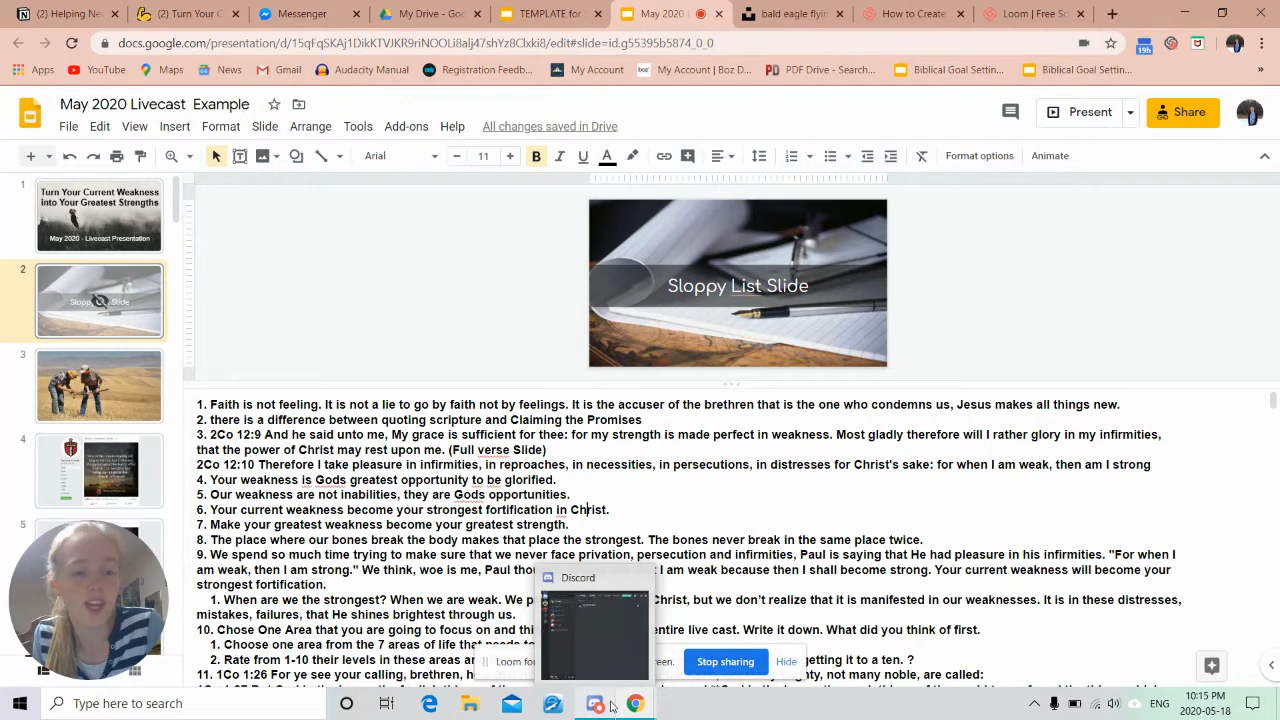 (2) Turn Your C
Messenger
My Drive - Goo
TEMPLATE for
May 2020 L
bald eagle flyin
How to Create
Loom | Free Sc
docs.google.com/presentation/d/
/edit#slide=id.g55395b5874_0_0
19h
Apps
YouTube
Maps
News
Gmail
Audacity Manual
Registration Feedb...
My Account
My Account | Boz D...
PDF Drive - Search...
Biblical Goal Settin...
Biblical Goal Settin...
»
May 2020 Livecast Example
File Edit View Insert Format Slide Arrange Tools Add-ons Help All changes saved in Drive
Present
Share
Arial
11
B I U A
Format options
Animate
1
Turn Your Current Weakness
into Your Greatest Strengths
May 2020 - Livecast Presentation
2
Slide
3
4
5
Sloppy List Slide
1. Faith is not feeling. It is not a lie to go by faith not by feelings. It is the accuser of the brethren that is the one who condemns us, Jesus makes all things new.
2. there is a difference between quoting scripture and Claiming the Promises
3. 2Co 12:9 And he said unto me, My grace is sufficient for thee: for my strength is made perfect in weakness. Most gladly therefore will I rather glory in my infirmities,
that the power of Christ may rest upon me.(Full verse Slide)
2Co 12:10 Therefore I take pleasure in infirmities, in reproaches, in necessities, in persecutions, in distresses for Christ's sake: for when I am weak, then am I strong
4. Your weakness is God's greatest opportunity to be glorified.
5. Our weakness are not inabilities, they are Gods opportunities.
6. Your current weakness become your strongest fortification in Christ.
7. Make your greatest weakness become your greatest strength.
8. The place where our bones break the body makes that place the strongest. The bones never break in the same place twice.
9. We spend so much time trying to make sure that we never face privation, persecution and infirmities, Paul is saying that He had pleasure in his infirmities. "For when I
am weak, then I am strong." We think, woe is me, Paul thou I am weak because then I shall become strong. Your current weakness will become your
strongest fortification.
1. When are we the strongest? When we are weak. We Christ, but we don't realize that it is manifested in our weaknesses. It is in these distresses,
mistakes, failures that He shines brightest through us.
10. Chose One area that you are going to focus on and thi entire live cast. Write it down. What did you think of first.
1. Choose one area from the 7 areas of life that needs to
2. Rate from 1-10 their levels in these areas an getting it to a ten. ?
11. 1Co 1:26 For ye see your calling, brethren, h not many noble, are called:
Discord
Loom for
een.
Stop sharing
Hide
Type here to search
ENG
10:15 PM
2020-05-18